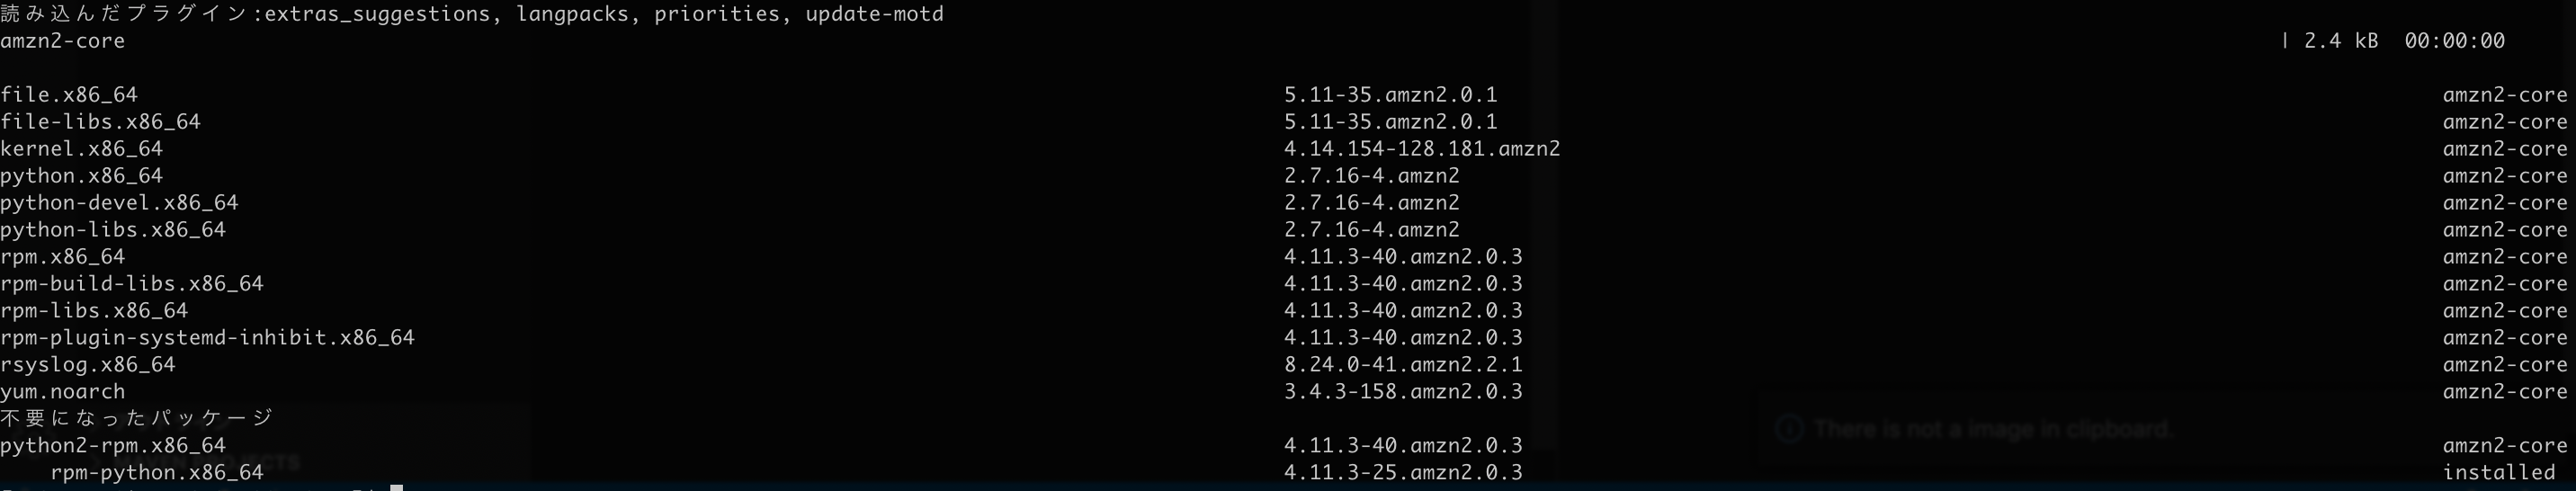 読み込んだプラグイン:extras_suggestions, langpacks, priorities, update-motd
amzn2-core | 2.4 kB 00:00:00
file.x86_64 5.11-35.amzn2.0.1 amzn2-core
file-libs.x86_64 5.11-35.amzn2.0.1 amzn2-core
kernel.x86_64 4.14.154-128.181.amzn2 amzn2-core
python.x86_64 2.7.16-4.amzn2 amzn2-core
python-devel.x86_64 2.7.16-4.amzn2 amzn2-core
python-libs.x86_64 2.7.16-4.amzn2 amzn2-core
rpm.x86_64 4.11.3-40.amzn2.0.3 amzn2-core
rpm-build-libs.x86_64 4.11.3-40.amzn2.0.3 amzn2-core
rpm-libs.x86_64 4.11.3-40.amzn2.0.3 amzn2-core
rpm-plugin-systemd-inhibit.x86_64 4.11.3-40.amzn2.0.3 amzn2-core
rsyslog.x86_64 8.24.0-41.amzn2.2.1 amzn2-core
yum.noarch 3.4.3-158.amzn2.0.3 amzn2-core
不要になったパッケージ
There is not a image in clipboard.
python2-rpm.x86_64 4.11.3-40.amzn2.0.3 amzn2-core
rpm-python.x86_64 4.11.3-25.amzn2.0.3 installed